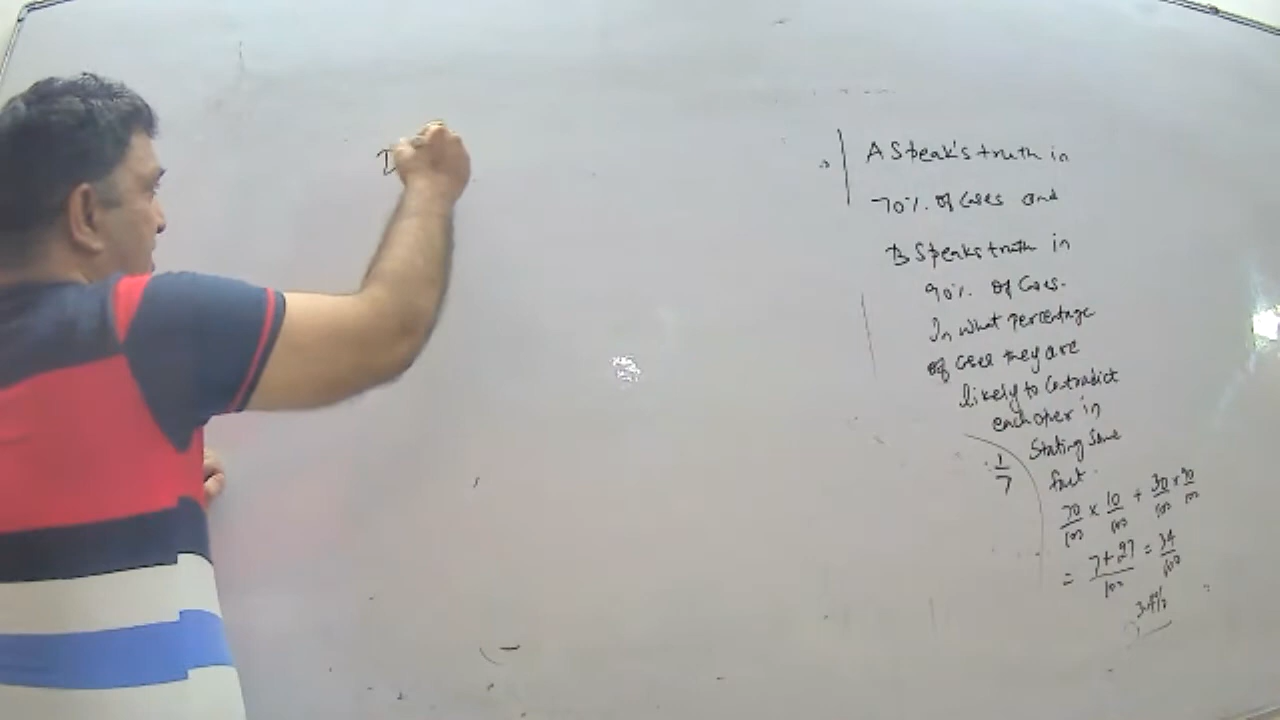 I
A Speak's truth in
70%. of Cases and
B Speaks truth in
90%. of Cases.
In what percentage
of cases they are
likely to Contradict
each other in
Stating Same
1/7 fact.
70/100 × 10/100 + 30/100 × 90/100
= 7+27/100 = 34/100
34%